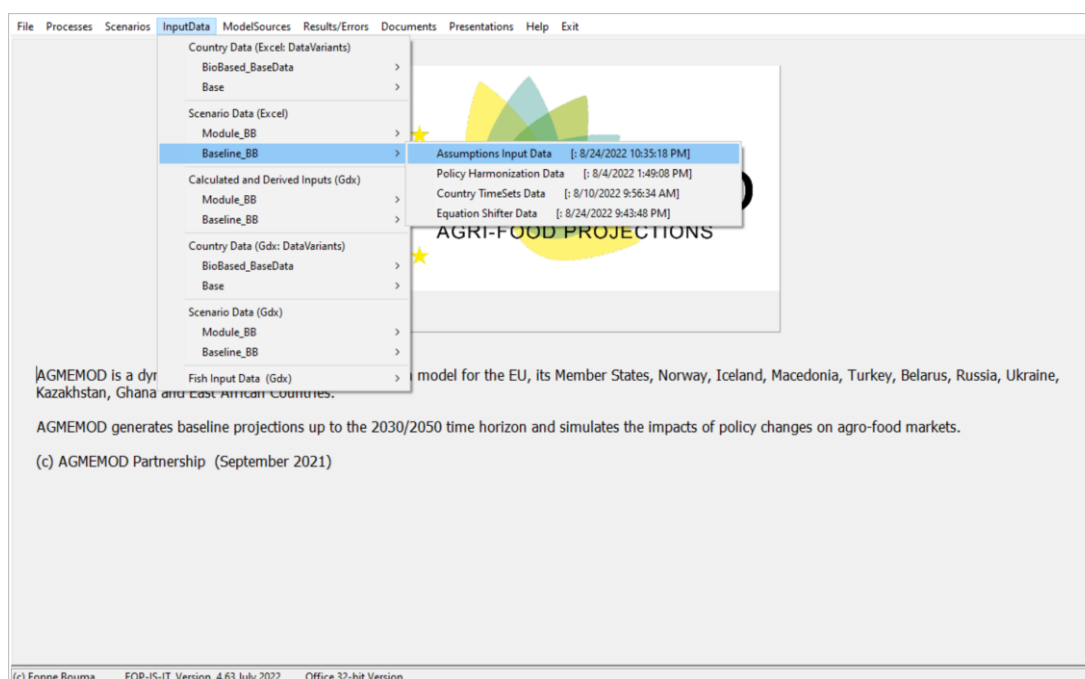 File Processes Scenarios InputData ModelSources Results/Errors Documents Presentations Help Exit
Country Data (Excel: DataVariants)
BioBased_BaseData >
Base >
Scenario Data (Excel)
Module_BB >
Baseline_BB >
Assumptions Input Data [: 8/24/2022 10:35:18 PM]
Policy Harmonization Data [: 8/4/2022 1:49:08 PM]
Country TimeSets Data [: 8/10/2022 9:56:34 AM]
Equation Shifter Data [: 8/24/2022 9:43:48 PM]
Calculated and Derived Inputs (Gdx)
Module_BB >
Baseline_BB >
AGRI-FOOD PROJECTIONS
Country Data (Gdx: DataVariants)
BioBased_BaseData >
Base >
Scenario Data (Gdx)
Module_BB >
Baseline_BB >
Fish Input Data (Gdx) >
AGMEMOD is a model for the EU, its Member States, Norway, Iceland, Macedonia, Turkey, Belarus, Russia, Ukraine,
Kazakhstan, Ghana and East African Countries.
AGMEMOD generates baseline projections up to the 2030/2050 time horizon and simulates the impacts of policy changes on agro-food markets.
(c) AGMEMOD Partnership (September 2021)
(c) Foppe Bouma FOP-IS-IT Version 4.63 July 2022 Office 32-bit Version